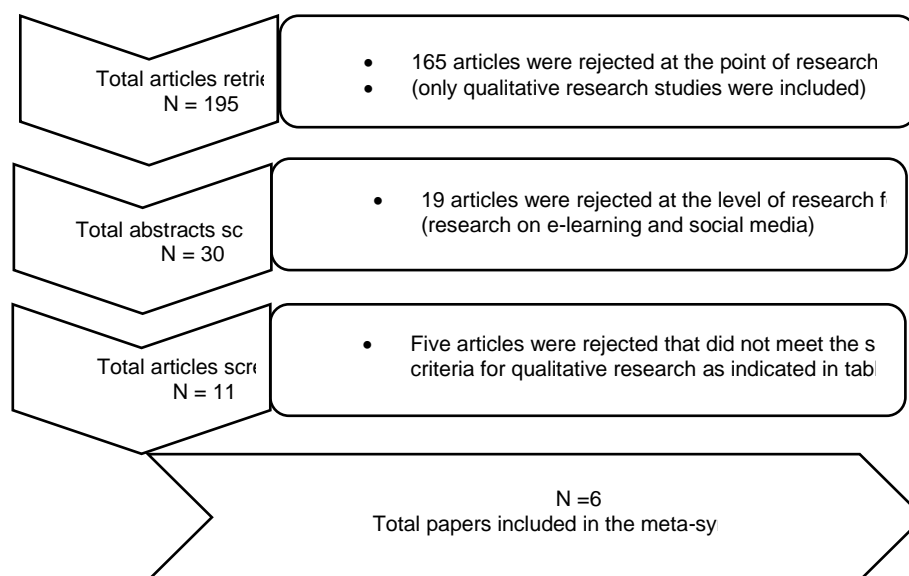 Total articles retrie
N = 195
• 165 articles were rejected at the point of research
• (only qualitative research studies were included)
Total abstracts sc
N = 30
• 19 articles were rejected at the level of research f
(research on e-learning and social media)
Total articles scre
N = 11
• Five articles were rejected that did not meet the s
criteria for qualitative research as indicated in tabl
N =6
Total papers included in the meta-sy